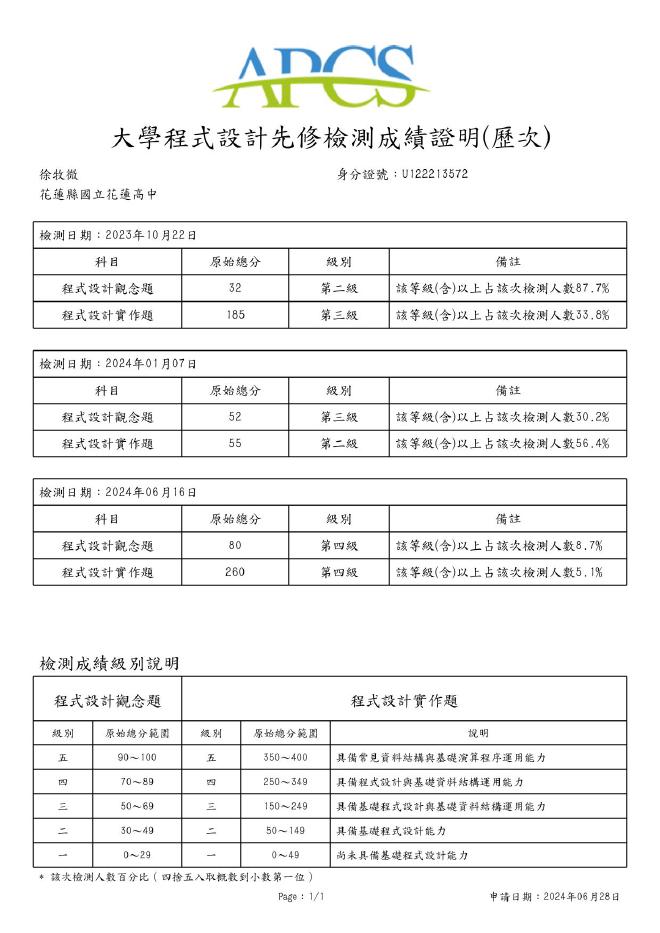 APCS
大學程式設計先修檢測成績證明(歷次)
徐牧微 身分證號：U122213572
花蓮縣國立花蓮高中
檢測日期：2023年10月22日
科目 原始總分 級別 備註
程式設計觀念題 32 第二級 該等級(含)以上占該次檢測人數87.7%
程式設計實作題 185 第三級 該等級(含)以上占該次檢測人數33.8%
檢測日期：2024年01月07日
科目 原始總分 級別 備註
程式設計觀念題 52 第三級 該等級(含)以上占該次檢測人數30.2%
程式設計實作題 55 第二級 該等級(含)以上占該次檢測人數56.4%
檢測日期：2024年06月16日
科目 原始總分 級別 備註
程式設計觀念題 80 第四級 該等級(含)以上占該次檢測人數8.7%
程式設計實作題 260 第四級 該等級(含)以上占該次檢測人數5.1%
檢測成績級別說明
程式設計觀念題 程式設計實作題
級別 原始總分範圍 級別 原始總分範圍 說明
五 90～100 五 350～400 具備常見資料結構與基礎演算程序運用能力
四 70～89 四 250～349 具備程式設計與基礎資料結構運用能力
三 50～69 三 150～249 具備基礎程式設計與基礎資料結構運用能力
二 30～49 二 50～149 具備基礎程式設計能力
一 0～29 一 0～49 尚未具備基礎程式設計能力
* 該次檢測人數百分比 ( 四捨五入取概數到小數第一位 )
Page：1/1 申請日期：2024年06月28日